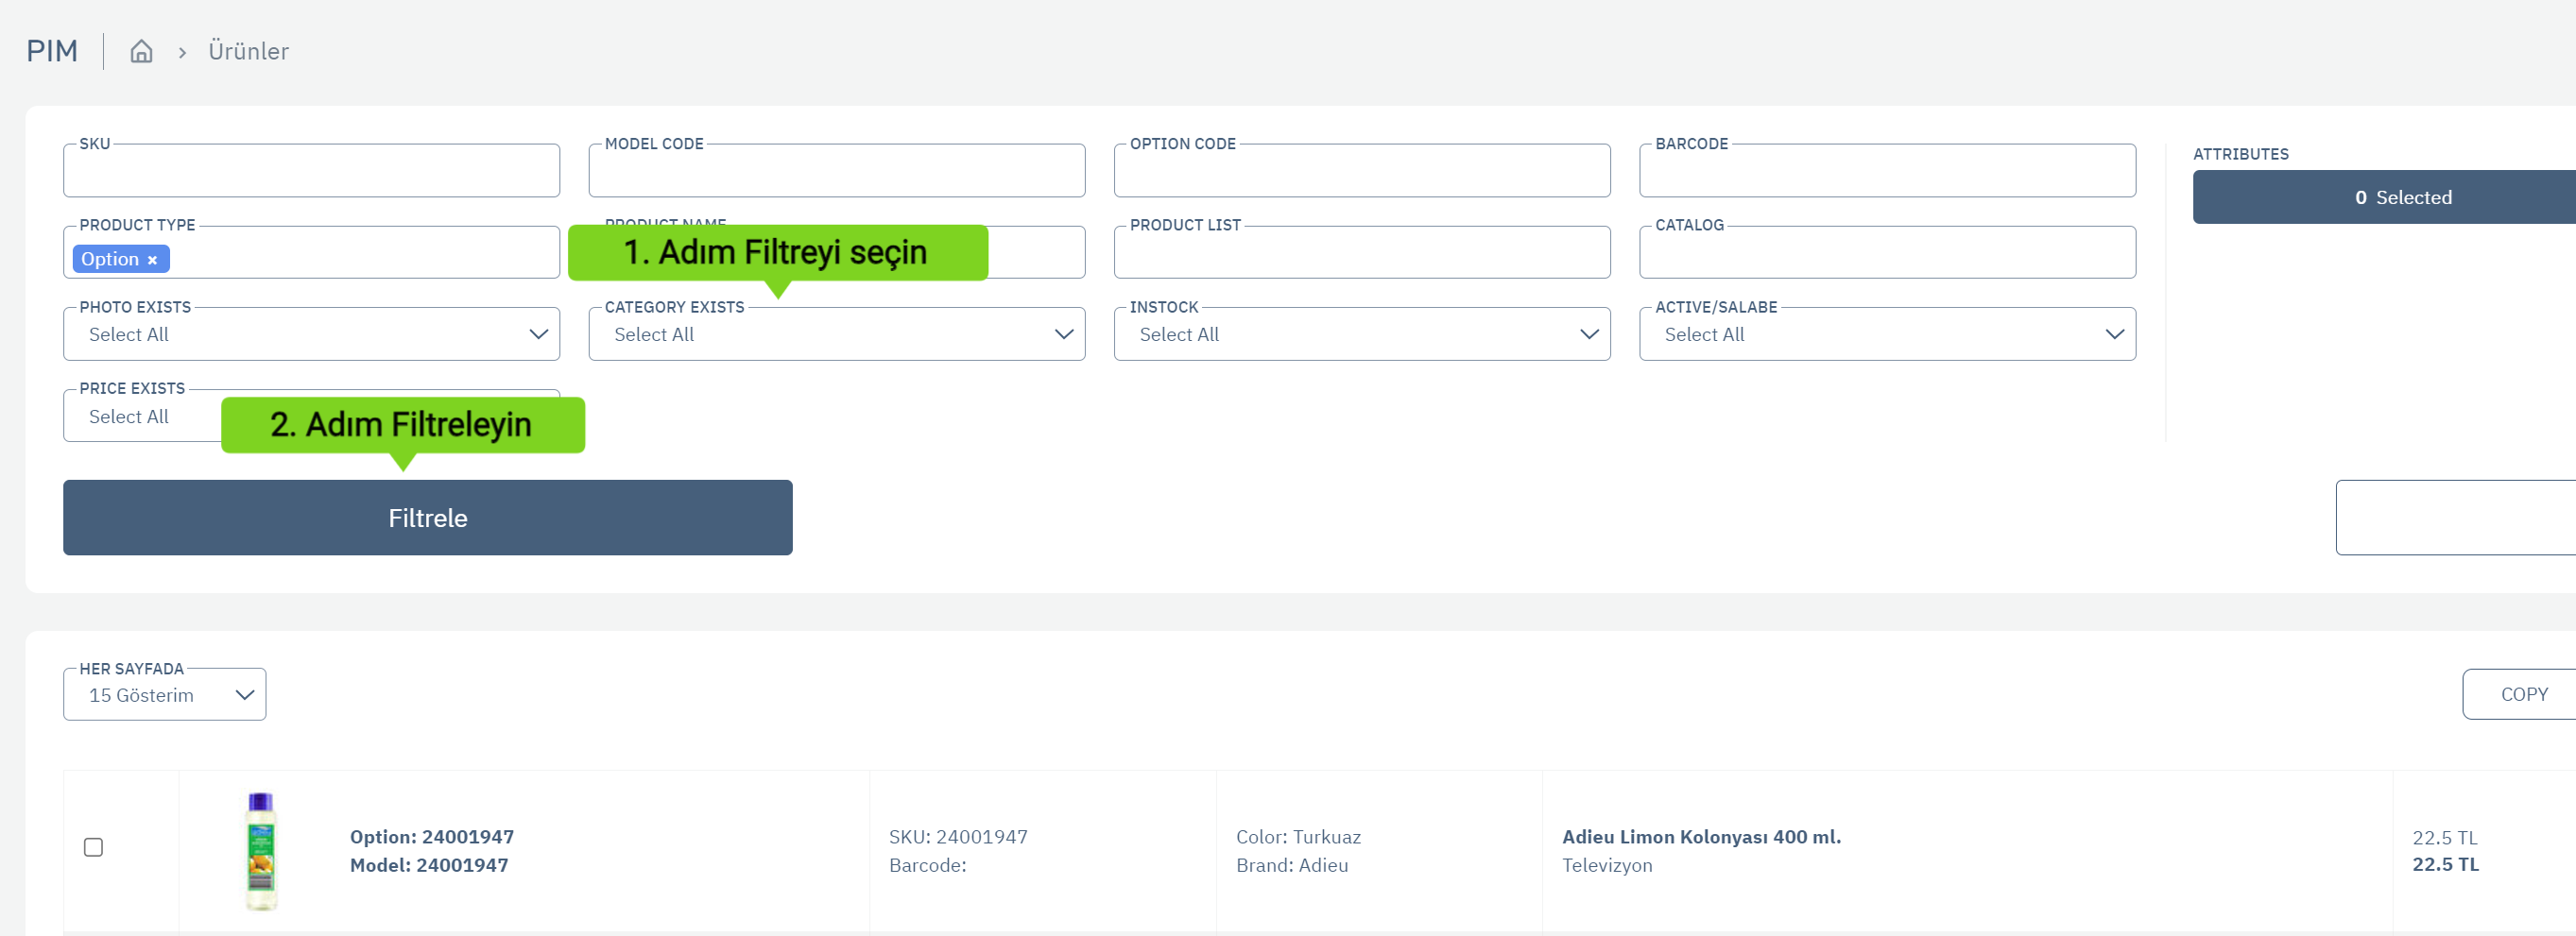 PIM
Ürünler
SKU
MODEL CODE
OPTION CODE
BARCODE
ATTRIBUTES
0 Selected
PRODUCT TYPE
PRODUCT NAME
PRODUCT LIST
CATALOG
Option ×
1. Adım Filtreyi seçin
PHOTO EXISTS
CATEGORY EXISTS
INSTOCK
ACTIVE/SALABE
Select All
Select All
Select All
Select All
PRICE EXISTS
Select All
2. Adım Filtreleyin
Filtrele
HER SAYFADA
15 Gösterim
COPY
Option: 24001947
Model: 24001947
SKU: 24001947
Barcode:
Color: Turkuaz
Brand: Adieu
Adieu Limon Kolonyası 400 ml.
Televizyon
22.5 TL
22.5 TL